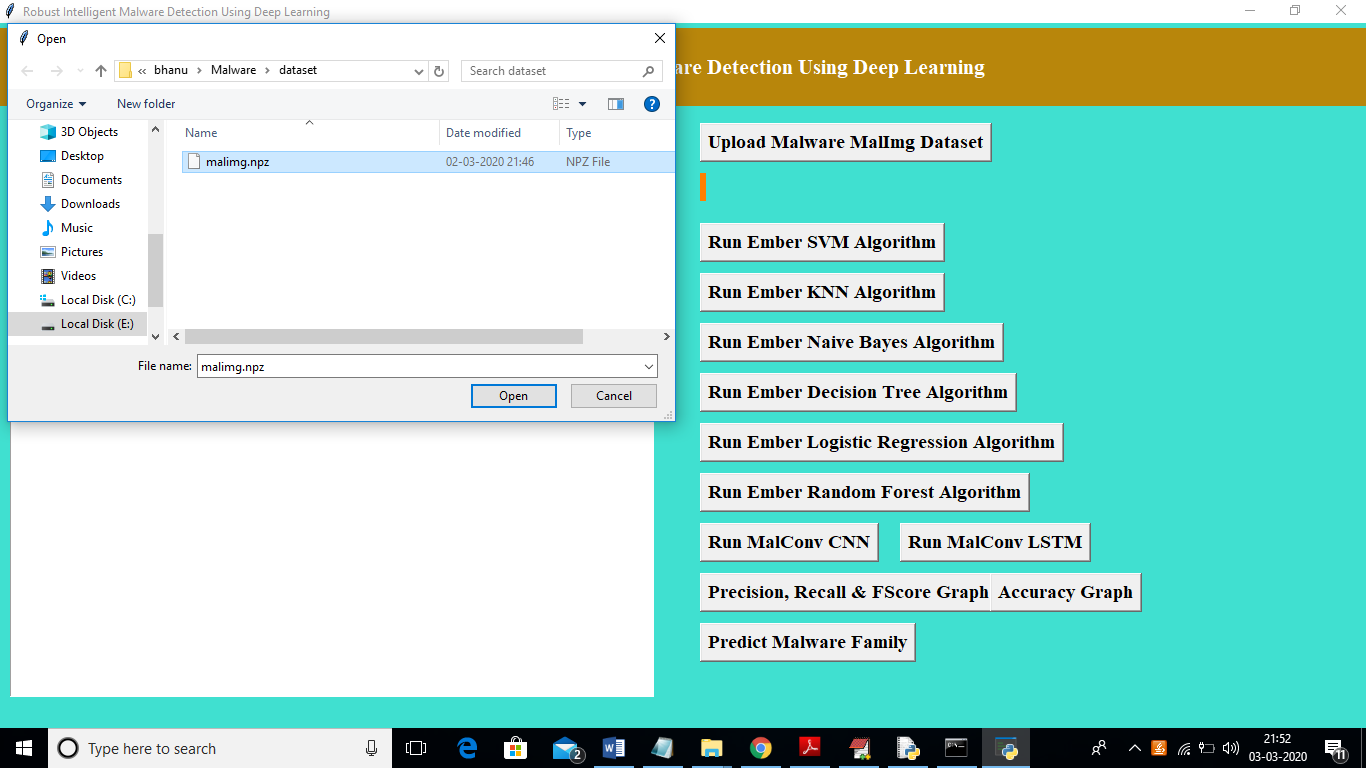 Robust Intelligent Malware Detection Using Deep Learning
Open
are Detection Using Deep Learning
« bhanu > Malware > dataset
Search dataset
Organize
New folder
Name
Date modified
Type
3D Objects
Desktop
Documents
Downloads
Music
Pictures
Videos
Local Disk (C:)
Local Disk (E:)
malimg.npz
02-03-2020 21:46
NPZ File
File name:
malimg.npz
Open
Cancel
Upload Malware MalImg Dataset
Run Ember SVM Algorithm
Run Ember KNN Algorithm
Run Ember Naive Bayes Algorithm
Run Ember Decision Tree Algorithm
Run Ember Logistic Regression Algorithm
Run Ember Random Forest Algorithm
Run MalConv CNN
Run MalConv LSTM
Precision, Recall & FScore Graph
Accuracy Graph
Predict Malware Family
Type here to search
2
21:52
03-03-2020
11